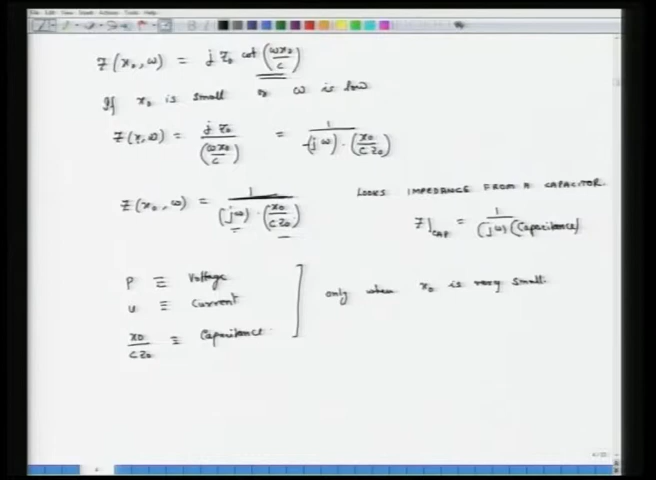 Z(x₀, ω) = j Z₀ cot (ωx₀/c)
If x₀ is small or ω is low
Z(x, ω) = j Z₀ / (ωx₀/c) = 1 / (-(jω) · (x₀/cZ₀))
Z(x₀, ω) = 1 / ((jω) · (x₀/cZ₀)) LOOKS IMPEDANCE FROM A CAPACITOR.
Z|CAP = 1 / ((jω)(Capacitance))
P ≡ Voltage
u ≡ Current only when x₀ is very small.
x₀/cZ₀ ≡ Capacitance